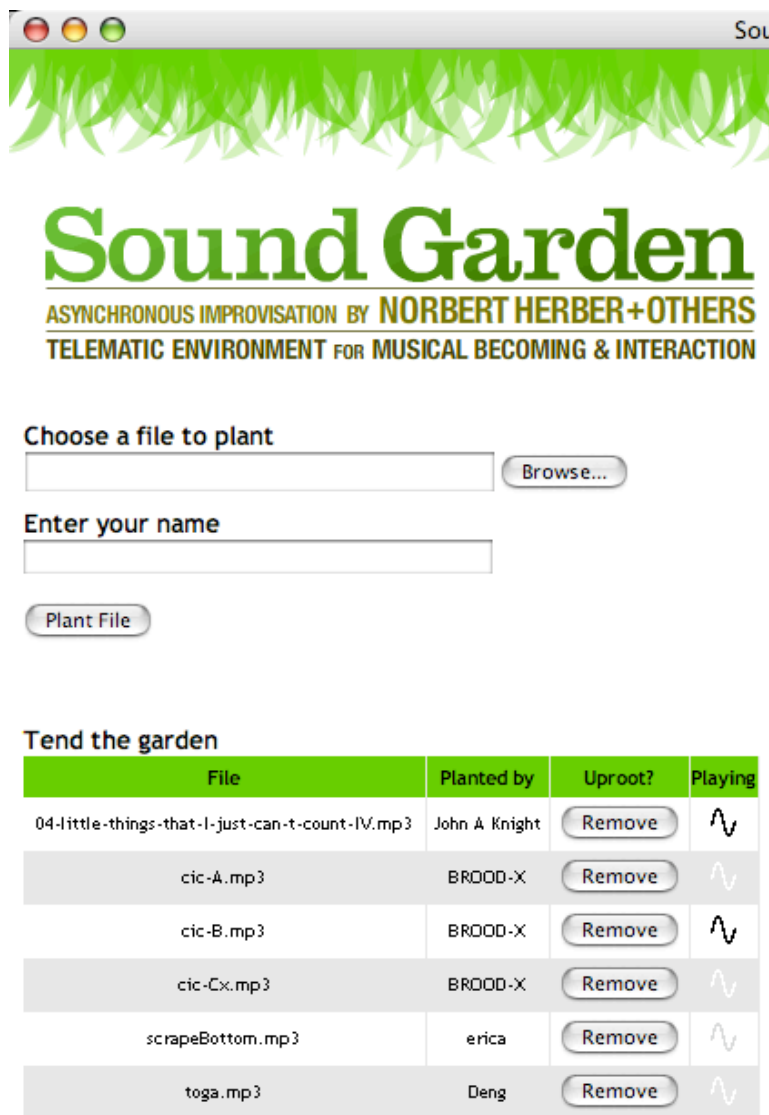 Sou
Sound Garden
ASYNCHRONOUS IMPROVISATION BY NORBERT HERBER+OTHERS
TELEMATIC ENVIRONMENT FOR MUSICAL BECOMING & INTERACTION
Choose a file to plant
Browse...
Enter your name
Plant File
Tend the garden
File Planted by Uproot? Playing
04-little-things-that-I-just-can-t-count-IV.mp3 John A Knight Remove
cic-A.mp3 BROOD-X Remove
cic-B.mp3 BROOD-X Remove
cic-Cx.mp3 BROOD-X Remove
scrapeBottom.mp3 erica Remove
toga.mp3 Deng Remove